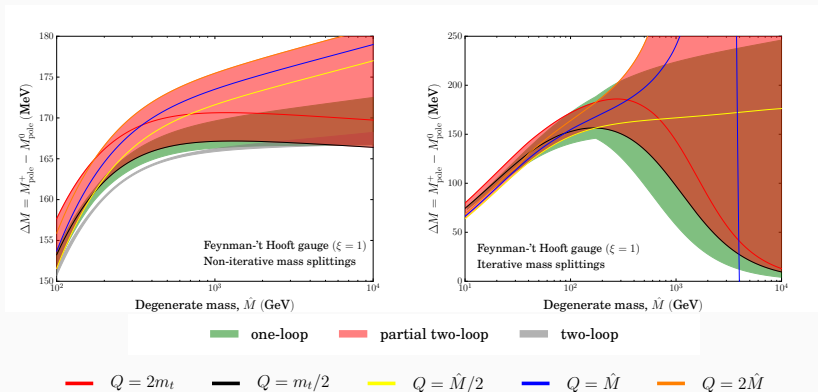 180
175
170
165
160
155
150
10²
10³
10⁴
ΔM = M⁺pole − M⁰pole (MeV)
Degenerate mass, M̂ (GeV)
Feynman-'t Hooft gauge (ξ = 1)
Non-iterative mass splittings
250
200
150
100
50
0
10¹
10²
10³
10⁴
ΔM = M⁺pole − M⁰pole (MeV)
Degenerate mass, M̂ (GeV)
Feynman-'t Hooft gauge (ξ = 1)
Iterative mass splittings
one-loop partial two-loop two-loop
Q = 2mₜ Q = mₜ/2 Q = M̂/2 Q = M̂ Q = 2M̂